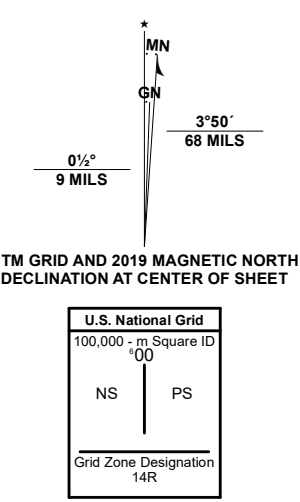 ★
MN
GN
3°50´
68 MILS
0½°
9 MILS
TM GRID AND 2019 MAGNETIC NORTH
DECLINATION AT CENTER OF SHEET
U.S. National Grid
100,000 - m Square ID
⁶00
NS PS
Grid Zone Designation
14R